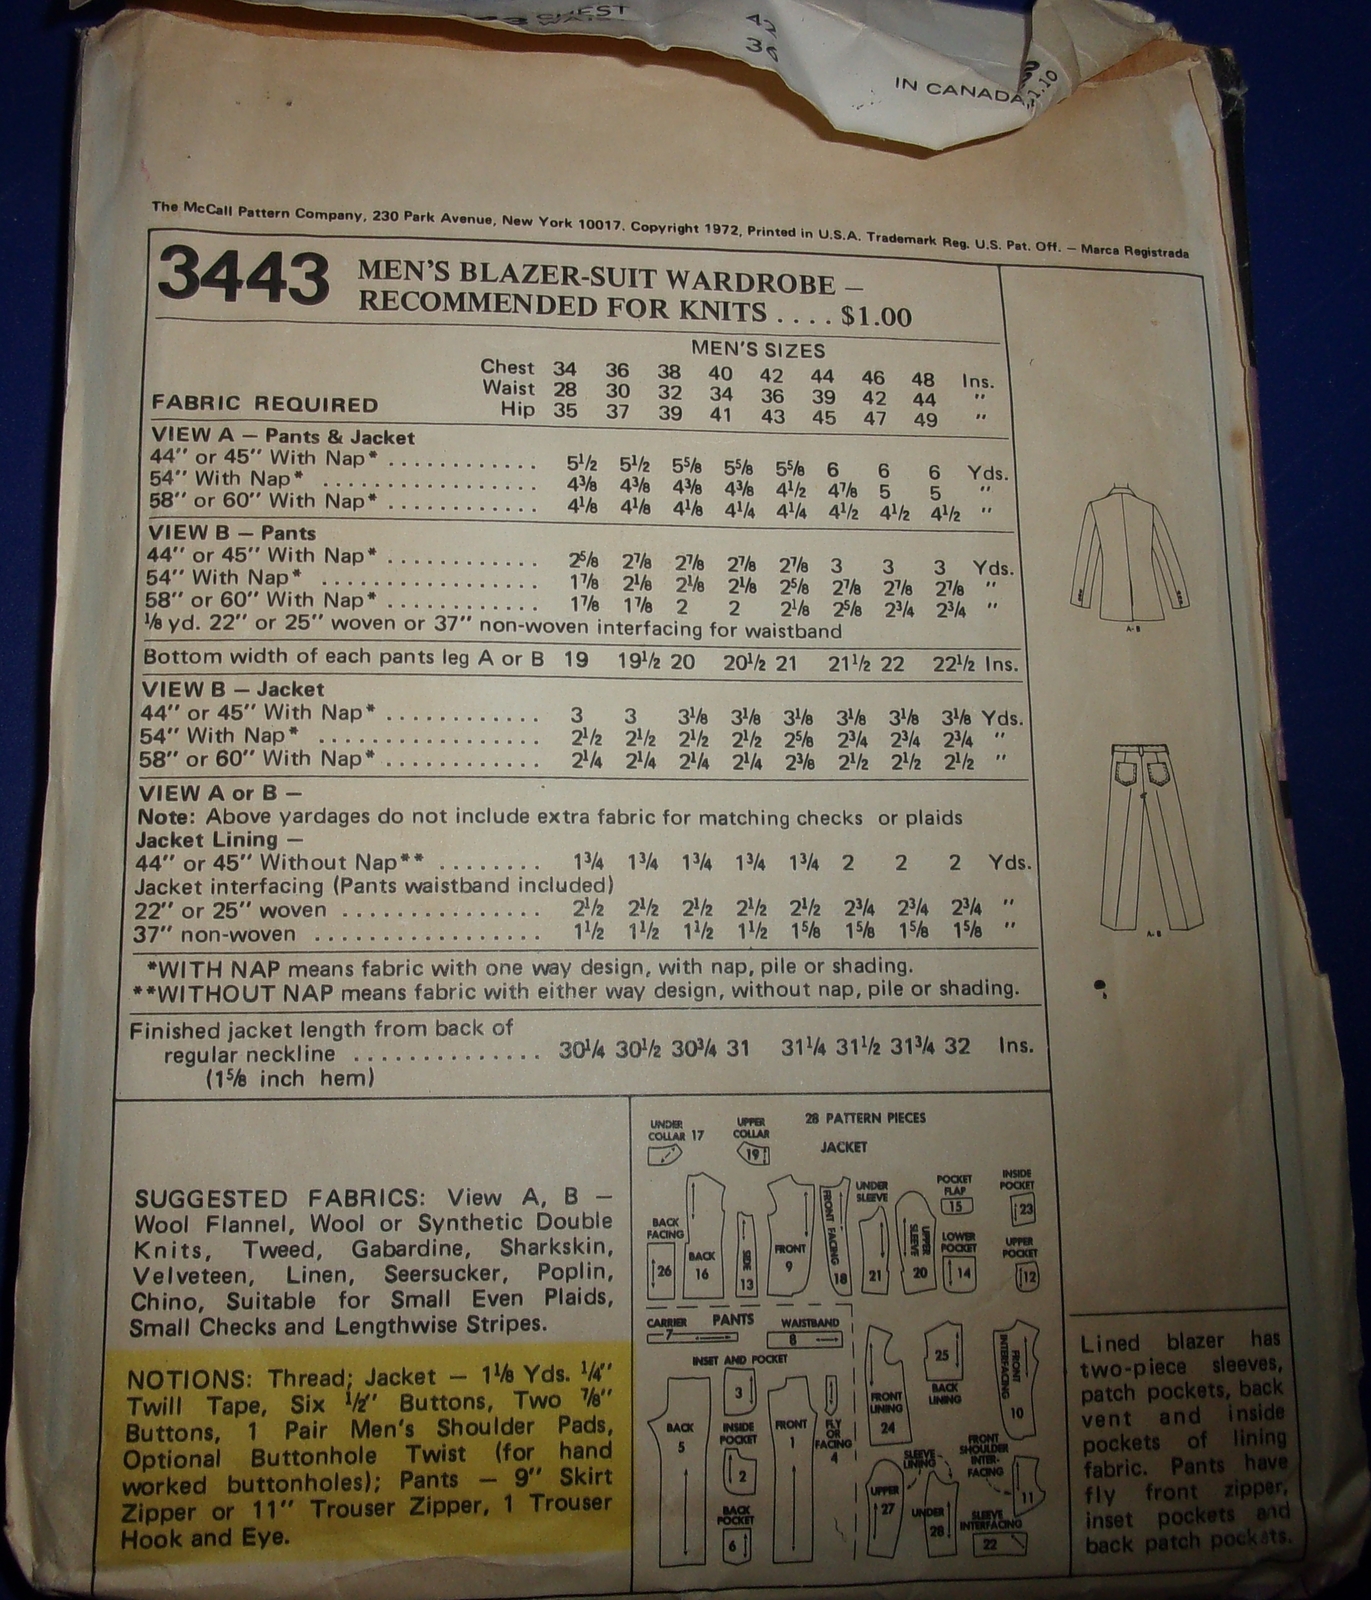 CHEST
IN CANADA, $1.10
The McCall Pattern Company, 230 Park Avenue, New York 10017. Copyright 1972, Printed in U.S.A. Trademark Reg. U.S. Pat. Off. – Marca Registrada
3443 MEN'S BLAZER-SUIT WARDROBE –
RECOMMENDED FOR KNITS .... $1.00
MEN'S SIZES
Chest 34 36 38 40 42 44 46 48 Ins.
Waist 28 30 32 34 36 39 42 44 "
FABRIC REQUIRED Hip 35 37 39 41 43 45 47 49 "
VIEW A – Pants & Jacket
44" or 45" With Nap* ............ 5½ 5½ 5⅝ 5⅝ 5⅝ 6 6 6 Yds.
54" With Nap* ................ 4⅜ 4⅜ 4⅜ 4⅜ 4½ 4⅞ 5 5 "
58" or 60" With Nap* ............ 4⅛ 4⅛ 4⅛ 4¼ 4¼ 4½ 4½ 4½ "
VIEW B – Pants
44" or 45" With Nap* ............ 2⅝ 2⅞ 2⅞ 2⅞ 2⅞ 3 3 3 Yds.
54" With Nap* ................ 1⅞ 2⅛ 2⅛ 2⅛ 2⅝ 2⅞ 2⅞ 2⅞ "
58" or 60" With Nap* ............ 1⅞ 1⅞ 2 2 2⅛ 2⅝ 2¾ 2¾ "
⅛ yd. 22" or 25" woven or 37" non-woven interfacing for waistband
Bottom width of each pants leg A or B 19 19½ 20 20½ 21 21½ 22 22½ Ins.
VIEW B – Jacket
44" or 45" With Nap* ............ 3 3 3⅛ 3⅛ 3⅛ 3⅛ 3⅛ 3⅛ Yds.
54" With Nap* ................ 2½ 2½ 2½ 2½ 2⅝ 2¾ 2¾ 2¾ "
58" or 60" With Nap* ............ 2¼ 2¼ 2¼ 2¼ 2⅜ 2½ 2½ 2½ "
VIEW A or B –
Note: Above yardages do not include extra fabric for matching checks or plaids
Jacket Lining –
44" or 45" Without Nap** ........ 1¾ 1¾ 1¾ 1¾ 1¾ 2 2 2 Yds.
Jacket interfacing (Pants waistband included)
22" or 25" woven ............... 2½ 2½ 2½ 2½ 2½ 2¾ 2¾ 2¾ "
37" non-woven ................. 1½ 1½ 1½ 1½ 1⅝ 1⅝ 1⅝ 1⅝ "
*WITH NAP means fabric with one way design, with nap, pile or shading.
**WITHOUT NAP means fabric with either way design, without nap, pile or shading.
Finished jacket length from back of
regular neckline .............. 30¼ 30½ 30¾ 31 31¼ 31½ 31¾ 32 Ins.
(1⅝ inch hem)
A-B
A-B
SUGGESTED FABRICS: View A, B –
Wool Flannel, Wool or Synthetic Double
Knits, Tweed, Gabardine, Sharkskin,
Velveteen, Linen, Seersucker, Poplin,
Chino, Suitable for Small Even Plaids,
Small Checks and Lengthwise Stripes.
NOTIONS: Thread; Jacket – 1⅛ Yds. ¼"
Twill Tape, Six ½" Buttons, Two ⅞"
Buttons, 1 Pair Men's Shoulder Pads,
Optional Buttonhole Twist (for hand
worked buttonholes); Pants – 9" Skirt
Zipper or 11" Trouser Zipper, 1 Trouser
Hook and Eye.
28 PATTERN PIECES
JACKET
UNDER
COLLAR 17
UPPER
COLLAR
19
BACK
FACING
26
BACK
16
SIDE
13
FRONT
9
FRONT FACING
18
UNDER
SLEEVE
21
UPPER
SLEEVE
20
POCKET
FLAP
15
LOWER
POCKET
14
INSIDE
POCKET
23
UPPER
POCKET
12
PANTS
CARRIER
7
WAISTBAND
8
INSET AND POCKET
3
BACK
5
INSIDE
POCKET
2
BACK
POCKET
6
FRONT
1
FLY
OR
FACING
4
FRONT
LINING
24
25
BACK
LINING
FRONT
INTERFACING
10
FRONT
SHOULDER
INTER-
FACING
11
SLEEVE
LINING
UPPER
27
UNDER
28
SLEEVE
INTERFACING
22
Lined blazer has
two-piece sleeves,
patch pockets, back
vent and inside
pockets of lining
fabric. Pants have
fly front zipper,
inset pockets and
back patch pockets.